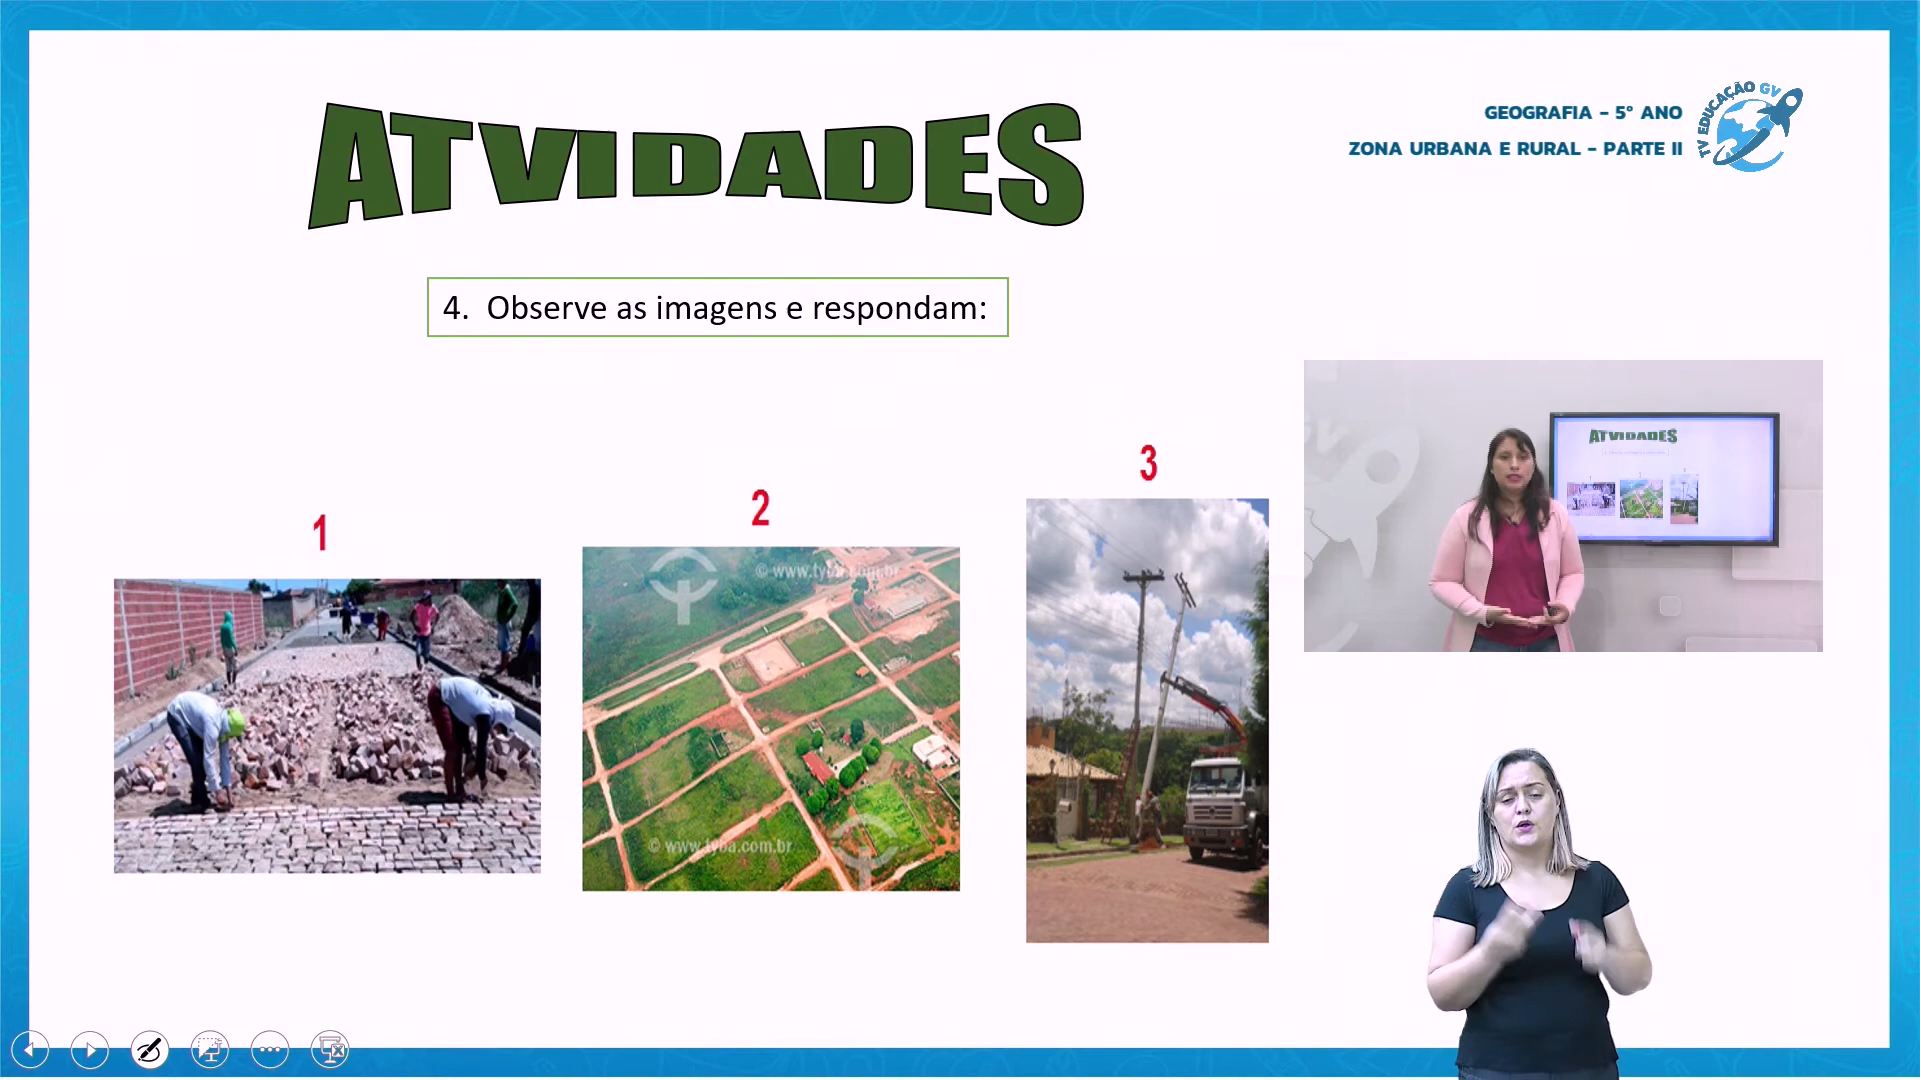 ATVIDADES
GEOGRAFIA - 5° ANO
ZONA URBANA E RURAL - PARTE II
TV EDUCAÇÃO GV
4. Observe as imagens e respondam:
1
2
3
© www.tyba.com.br
© www.tyba.com.br
ATVIDADES